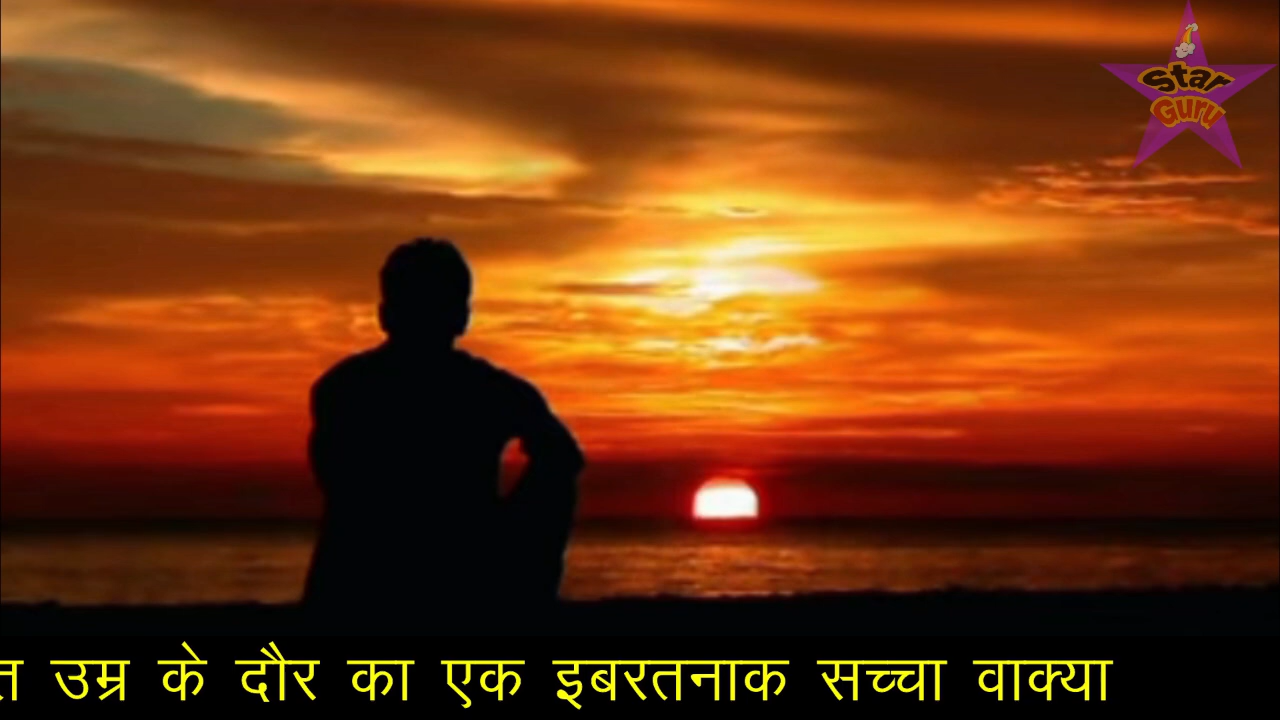 Star
Guru
उम्र के दौर का एक इबरतनाक सच्चा वाक्या